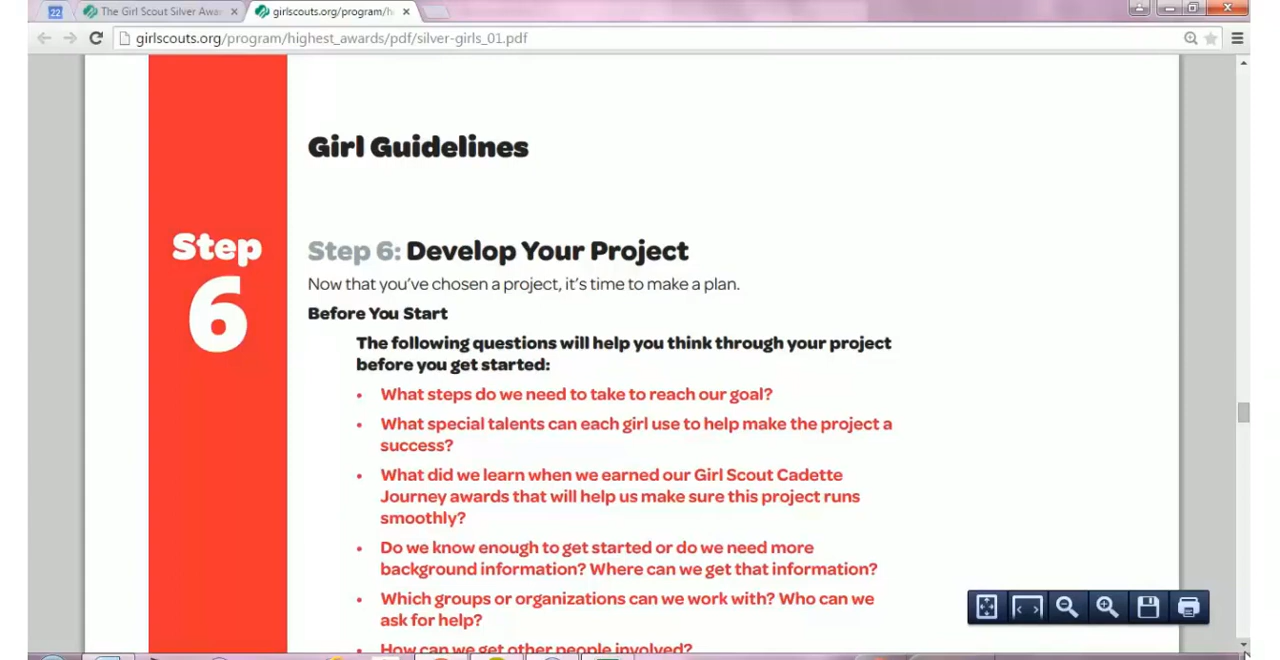 22
The Girl Scout Silver Awar
girlscouts.org/program/h
girlscouts.org/program/highest_awards/pdf/silver-girls_01.pdf
Girl Guidelines
Step
6
Step 6: Develop Your Project
Now that you've chosen a project, it's time to make a plan.
Before You Start
The following questions will help you think through your project
before you get started:
• What steps do we need to take to reach our goal?
• What special talents can each girl use to help make the project a
success?
• What did we learn when we earned our Girl Scout Cadette
Journey awards that will help us make sure this project runs
smoothly?
• Do we know enough to get started or do we need more
background information? Where can we get that information?
• Which groups or organizations can we work with? Who can we
ask for help?
• How can we get other people involved?